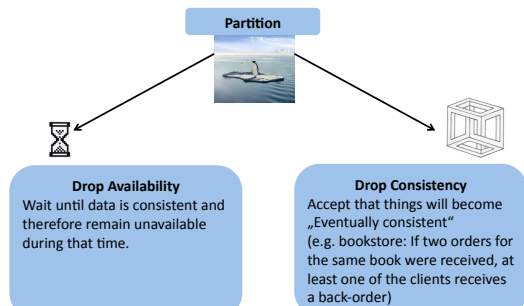 Partition
Drop Availability
Wait until data is consistent and
therefore remain unavailable
during that time.
Drop Consistency
Accept that things will become
„Eventually consistent“
(e.g. bookstore: If two orders for
the same book were received, at
least one of the clients receives
a back-order)